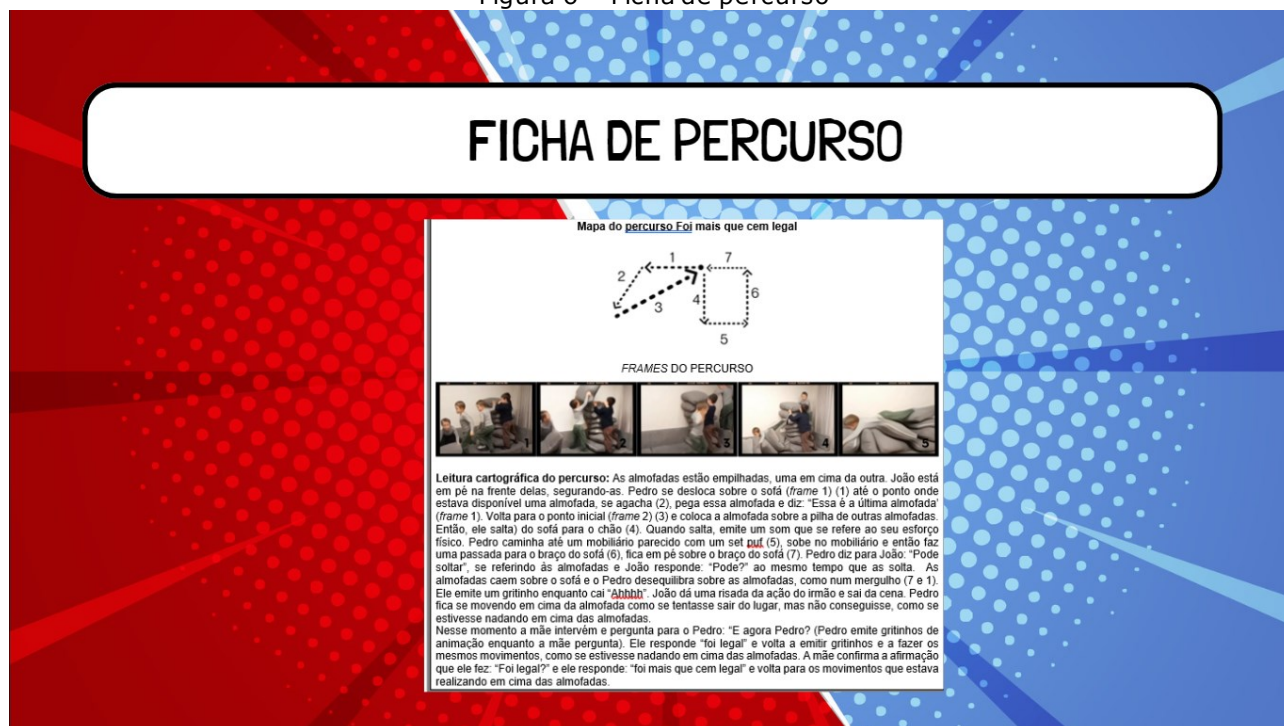 Figura 6 – Ficha de percurso
FICHA DE PERCURSO
Mapa do percurso Foi mais que cem legal
1
7
2
3
4
6
5
FRAMES DO PERCURSO
1
2
3
4
5
Leitura cartográfica do percurso: As almofadas estão empilhadas, uma em cima da outra. João está
em pé na frente delas, segurando-as. Pedro se desloca sobre o sofá (frame 1) (1) até o ponto onde
estava disponível uma almofada, se agacha (2), pega essa almofada e diz: “Essa é a última almofada’
(frame 1). Volta para o ponto inicial (frame 2) (3) e coloca a almofada sobre a pilha de outras almofadas.
Então, ele salta) do sofá para o chão (4). Quando salta, emite um som que se refere ao seu esforço
físico. Pedro caminha até um mobiliário parecido com um set puf (5), sobe no mobiliário e então faz
uma passada para o braço do sofá (6), fica em pé sobre o braço do sofá (7). Pedro diz para João: “Pode
soltar”, se referindo às almofadas e João responde: “Pode?” ao mesmo tempo que as solta. As
almofadas caem sobre o sofá e o Pedro desequilibra sobre as almofadas, como num mergulho (7 e 1).
Ele emite um gritinho enquanto cai “Ahhhh”. João dá uma risada da ação do irmão e sai da cena. Pedro
fica se movendo em cima da almofada como se tentasse sair do lugar, mas não conseguisse, como se
estivesse nadando em cima das almofadas.
Nesse momento a mãe intervém e pergunta para o Pedro: “E agora Pedro? (Pedro emite gritinhos de
animação enquanto a mãe pergunta). Ele responde “foi legal” e volta a emitir gritinhos e a fazer os
mesmos movimentos, como se estivesse nadando em cima das almofadas. A mãe confirma a afirmação
que ele fez: “Foi legal?” e ele responde: “foi mais que cem legal” e volta para os movimentos que estava
realizando em cima das almofadas.